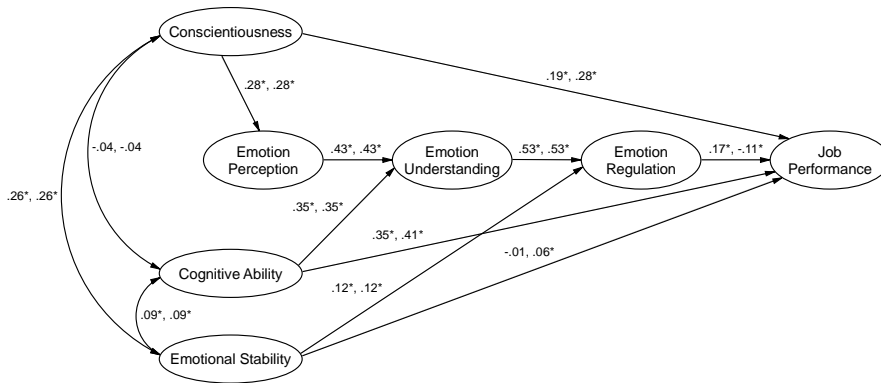 Conscientiousness
.19*, .28*
.28*, .28*
-.04, -.04
Emotion
Perception
.43*, .43*
Emotion
Understanding
.53*, .53*
Emotion
Regulation
.17*, -.11*
Job
Performance
.26*, .26*
.35*, .35*
.35*, .41*
-.01, .06*
Cognitive Ability
.12*, .12*
.09*, .09*
Emotional Stability